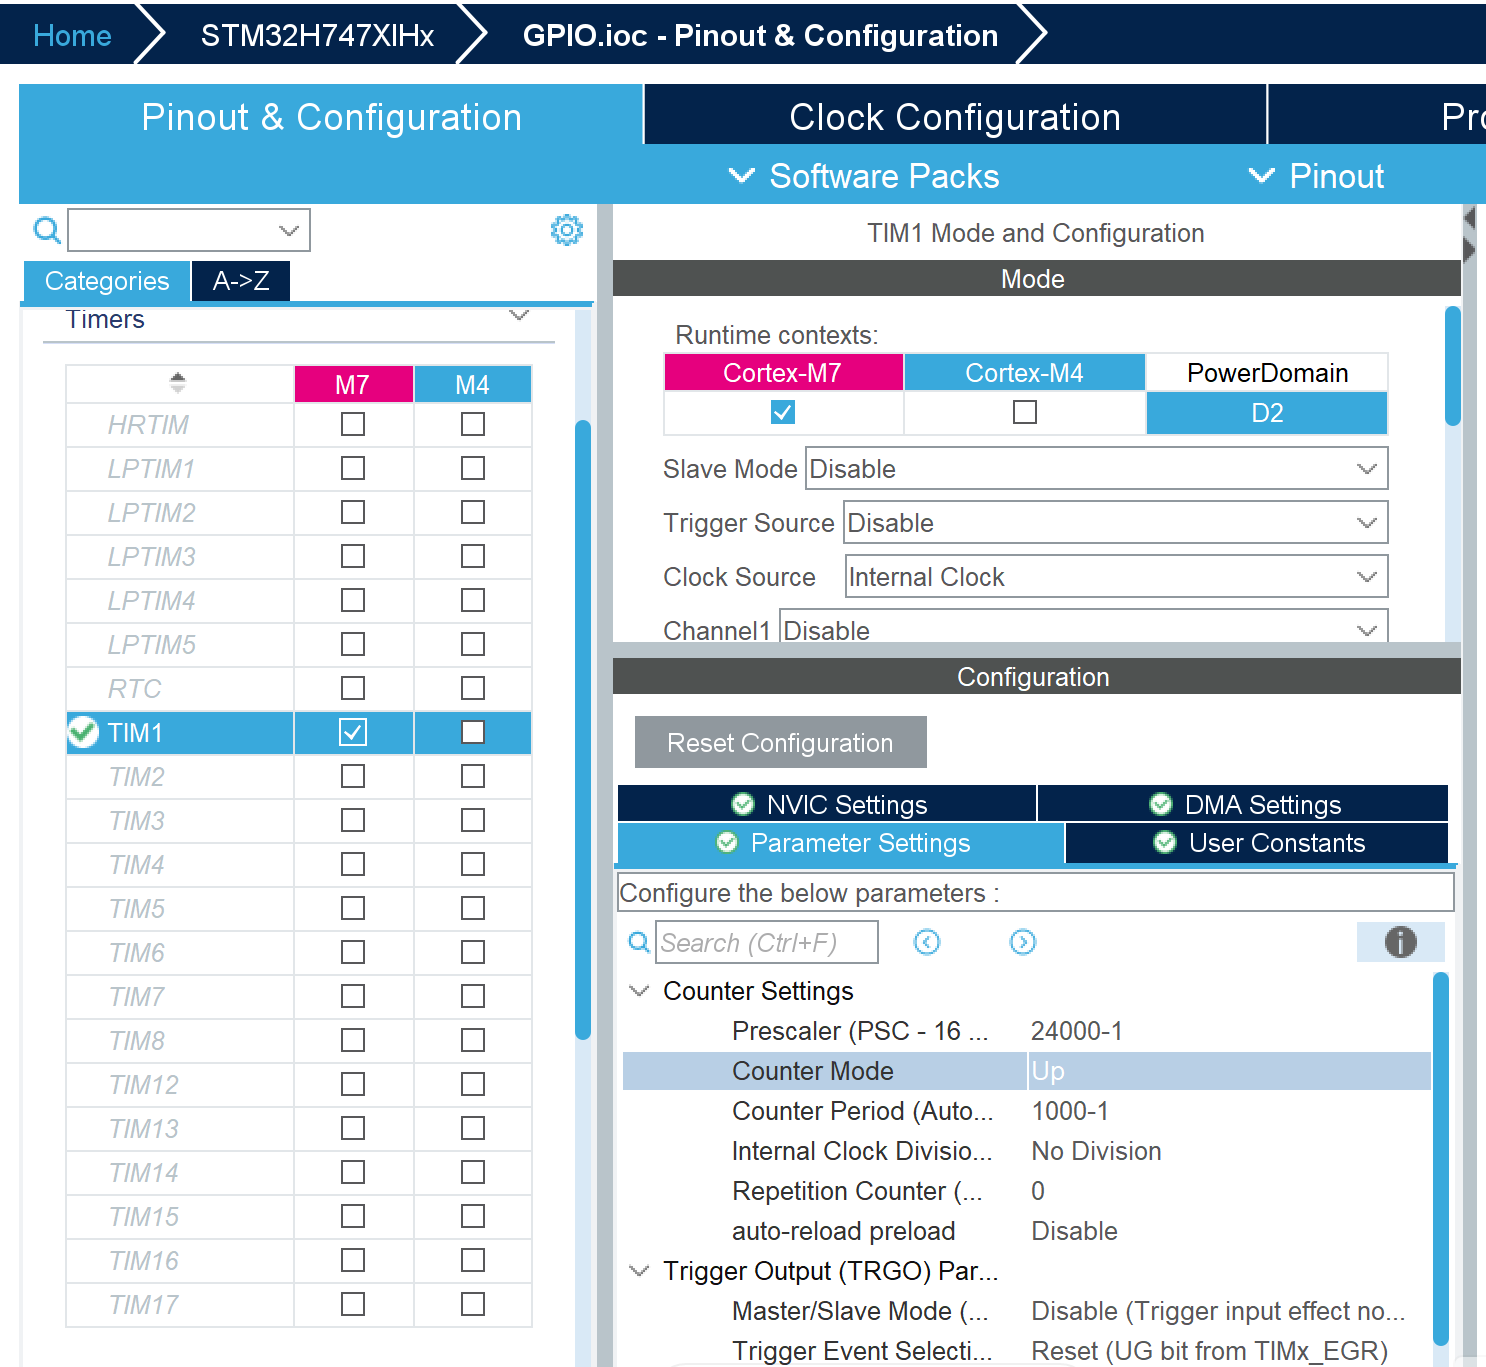 Home STM32H747XIHx GPIO.ioc - Pinout & Configuration
Pinout & Configuration Clock Configuration
Software Packs Pinout
Categories A->Z
Timers
M7 M4
HRTIM
LPTIM1
LPTIM2
LPTIM3
LPTIM4
LPTIM5
RTC
TIM1
TIM2
TIM3
TIM4
TIM5
TIM6
TIM7
TIM8
TIM12
TIM13
TIM14
TIM15
TIM16
TIM17
TIM1 Mode and Configuration
Mode
Runtime contexts:
Cortex-M7 Cortex-M4 PowerDomain
D2
Slave Mode Disable
Trigger Source Disable
Clock Source Internal Clock
Channel1 Disable
Configuration
Reset Configuration
NVIC Settings DMA Settings
Parameter Settings User Constants
Configure the below parameters :
Search (Ctrl+F)
Counter Settings
Prescaler (PSC - 16 ... 24000-1
Counter Mode Up
Counter Period (Auto... 1000-1
Internal Clock Divisio... No Division
Repetition Counter (... 0
auto-reload preload Disable
Trigger Output (TRGO) Par...
Master/Slave Mode (... Disable (Trigger input effect no...
Trigger Event Selecti... Reset (UG bit from TIMx_EGR)